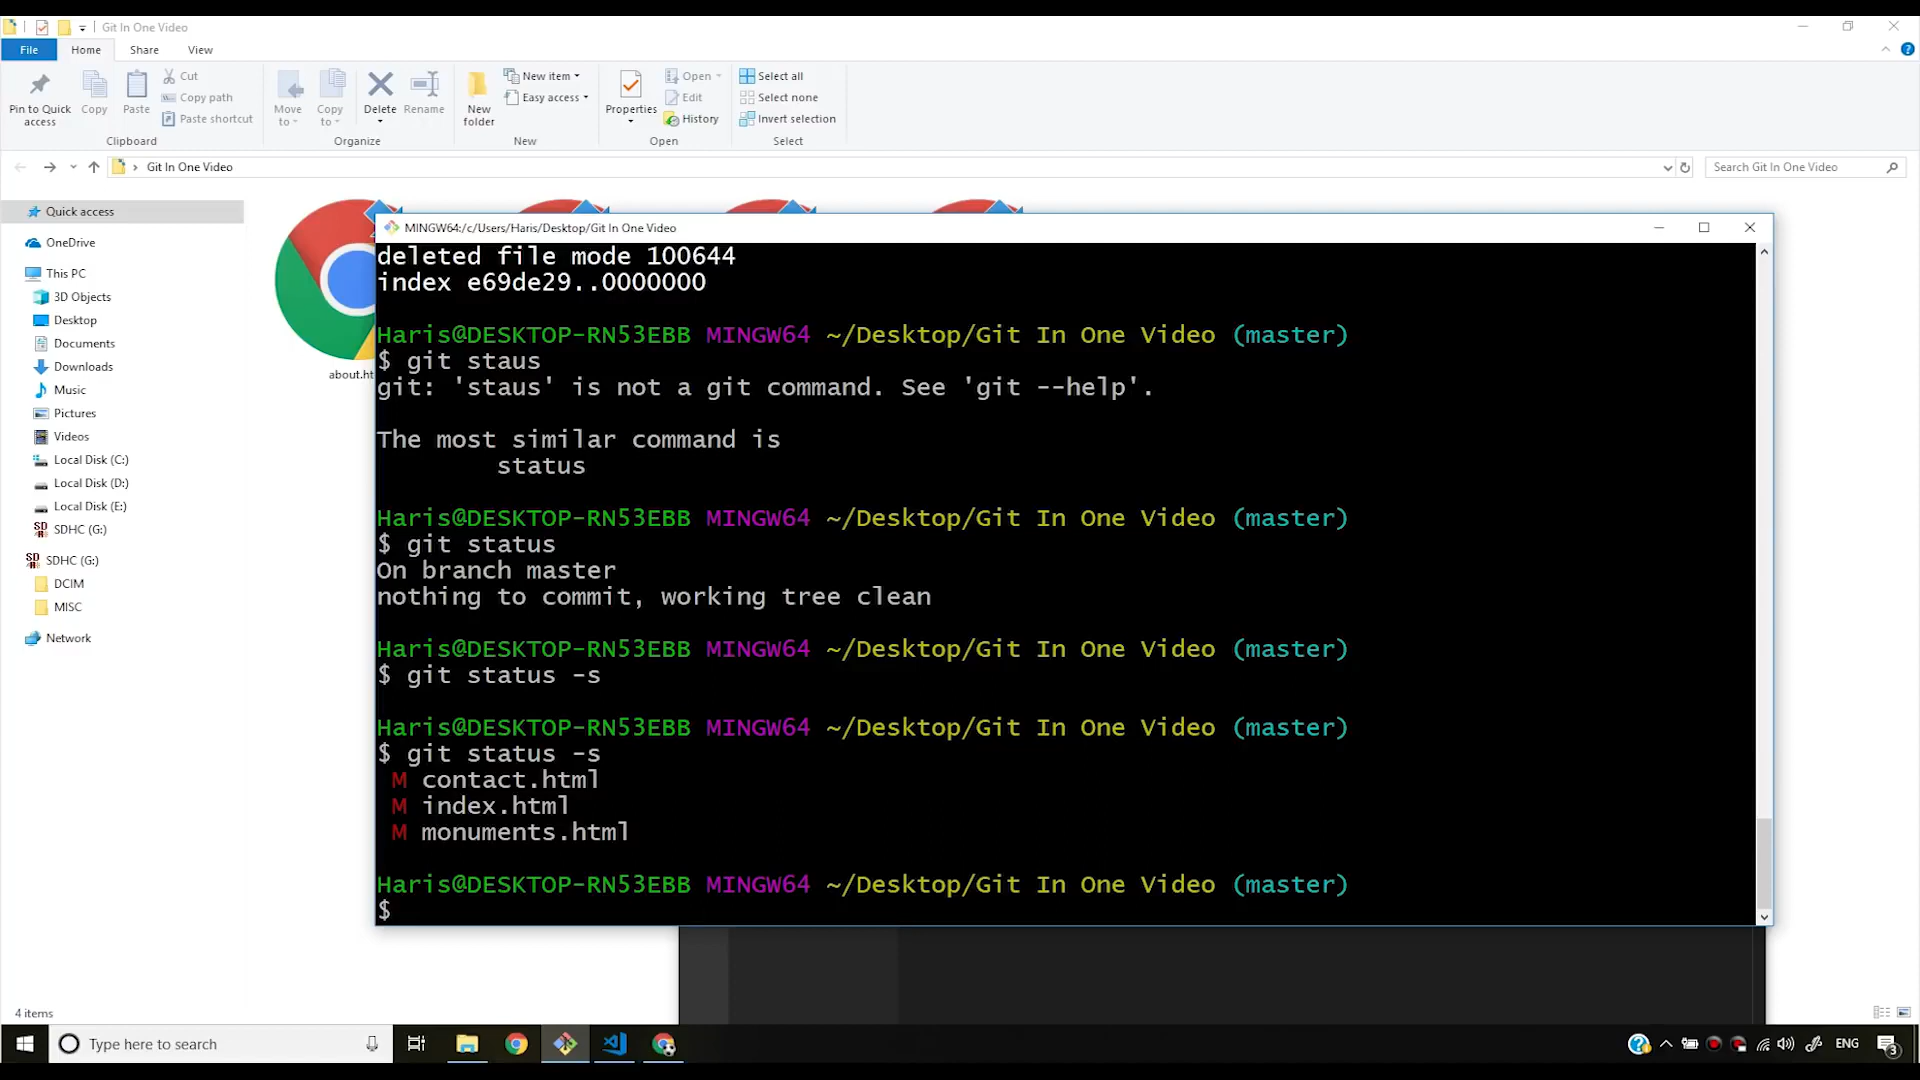 Git In One Video
File Home Share View
Pin to Quick access
Copy
Paste
Cut
Copy path
Paste shortcut
Clipboard
Move to
Copy to
Delete
Rename
Organize
New folder
New item
Easy access
New
Properties
Open
Edit
History
Open
Select all
Select none
Invert selection
Select
Git In One Video
Search Git In One Video
Quick access
OneDrive
This PC
3D Objects
Desktop
Documents
Downloads
Music
Pictures
Videos
Local Disk (C:)
Local Disk (D:)
Local Disk (E:)
SDHC (G:)
SDHC (G:)
DCIM
MISC
Network
about.ht
4 items
MINGW64:/c/Users/Haris/Desktop/Git In One Video
deleted file mode 100644
index e69de29..0000000
Haris@DESKTOP-RN53EBB MINGW64 ~/Desktop/Git In One Video (master)
$ git staus
git: 'staus' is not a git command. See 'git --help'.
The most similar command is
status
Haris@DESKTOP-RN53EBB MINGW64 ~/Desktop/Git In One Video (master)
$ git status
On branch master
nothing to commit, working tree clean
Haris@DESKTOP-RN53EBB MINGW64 ~/Desktop/Git In One Video (master)
$ git status -s
Haris@DESKTOP-RN53EBB MINGW64 ~/Desktop/Git In One Video (master)
$ git status -s
M contact.html
M index.html
M monuments.html
Haris@DESKTOP-RN53EBB MINGW64 ~/Desktop/Git In One Video (master)
$
Type here to search
ENG
3